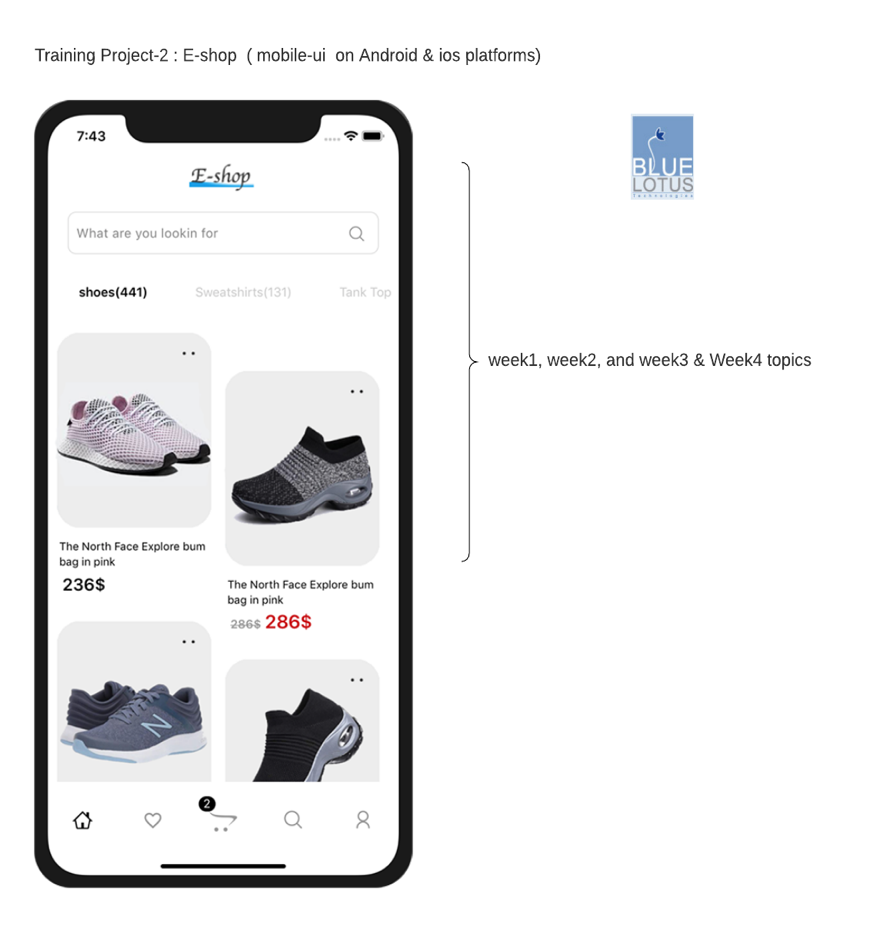 Training Project-2 : E-shop ( mobile-ui on Android & ios platforms)
7:43
E-shop
What are you lookin for
shoes(441) Sweatshirts(131) Tank Top
The North Face Explore bum
bag in pink
236$
The North Face Explore bum
bag in pink
286$ 286$
N
2
BLUE
LOTUS
Technologies
week1, week2, and week3 & Week4 topics